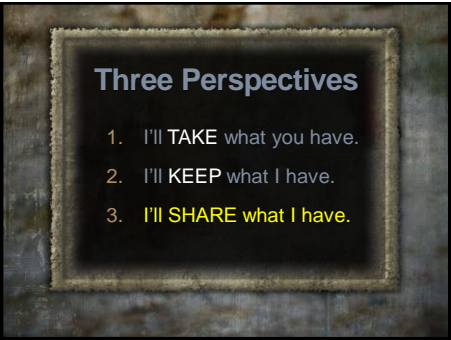 Three Perspectives
1. I'll TAKE what you have.
2. I'll KEEP what I have.
3. I'll SHARE what I have.